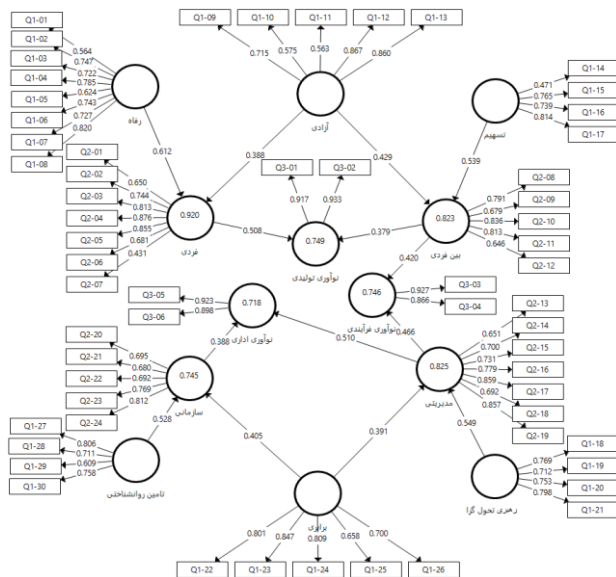 Q1-01
Q1-02
Q1-03
Q1-04
Q1-05
Q1-06
Q1-07
Q1-08
0.564
0.747
0.722
0.785
0.624
0.743
0.727
0.820
رفاه
0.612
Q1-09
Q1-10
Q1-11
Q1-12
Q1-13
0.715
0.575
0.563
0.867
0.860
آزادی
0.388
0.429
Q1-14
Q1-15
Q1-16
Q1-17
0.471
0.765
0.739
0.814
تسهیم
0.539
Q2-01
Q2-02
Q2-03
Q2-04
Q2-05
Q2-06
Q2-07
0.650
0.744
0.813
0.876
0.855
0.681
0.431
0.920
فردی
0.508
Q3-01
Q3-02
0.917
0.933
0.749
نوآوری تولیدی
0.379
0.823
بین فردی
Q2-08
Q2-09
Q2-10
Q2-11
Q2-12
0.791
0.679
0.836
0.813
0.646
0.420
Q3-05
Q3-06
0.923
0.898
0.718
نوآوری اداری
0.388
0.510
0.746
نوآوری فرآیندی
0.927
0.866
Q3-03
Q3-04
0.466
Q2-20
Q2-21
Q2-22
Q2-23
Q2-24
0.695
0.680
0.692
0.769
0.812
0.745
سازمانی
0.528
0.405
0.825
مدیریتی
Q2-13
Q2-14
Q2-15
Q2-16
Q2-17
Q2-18
Q2-19
0.651
0.700
0.731
0.779
0.859
0.692
0.857
0.391
0.549
Q1-27
Q1-28
Q1-29
Q1-30
0.806
0.711
0.609
0.758
تامین روانشناختی
Q1-18
Q1-19
Q1-20
Q1-21
0.769
0.712
0.753
0.798
رهبری تحول گرا
برابری
0.801
0.847
0.809
0.658
0.700
Q1-22
Q1-23
Q1-24
Q1-25
Q1-26